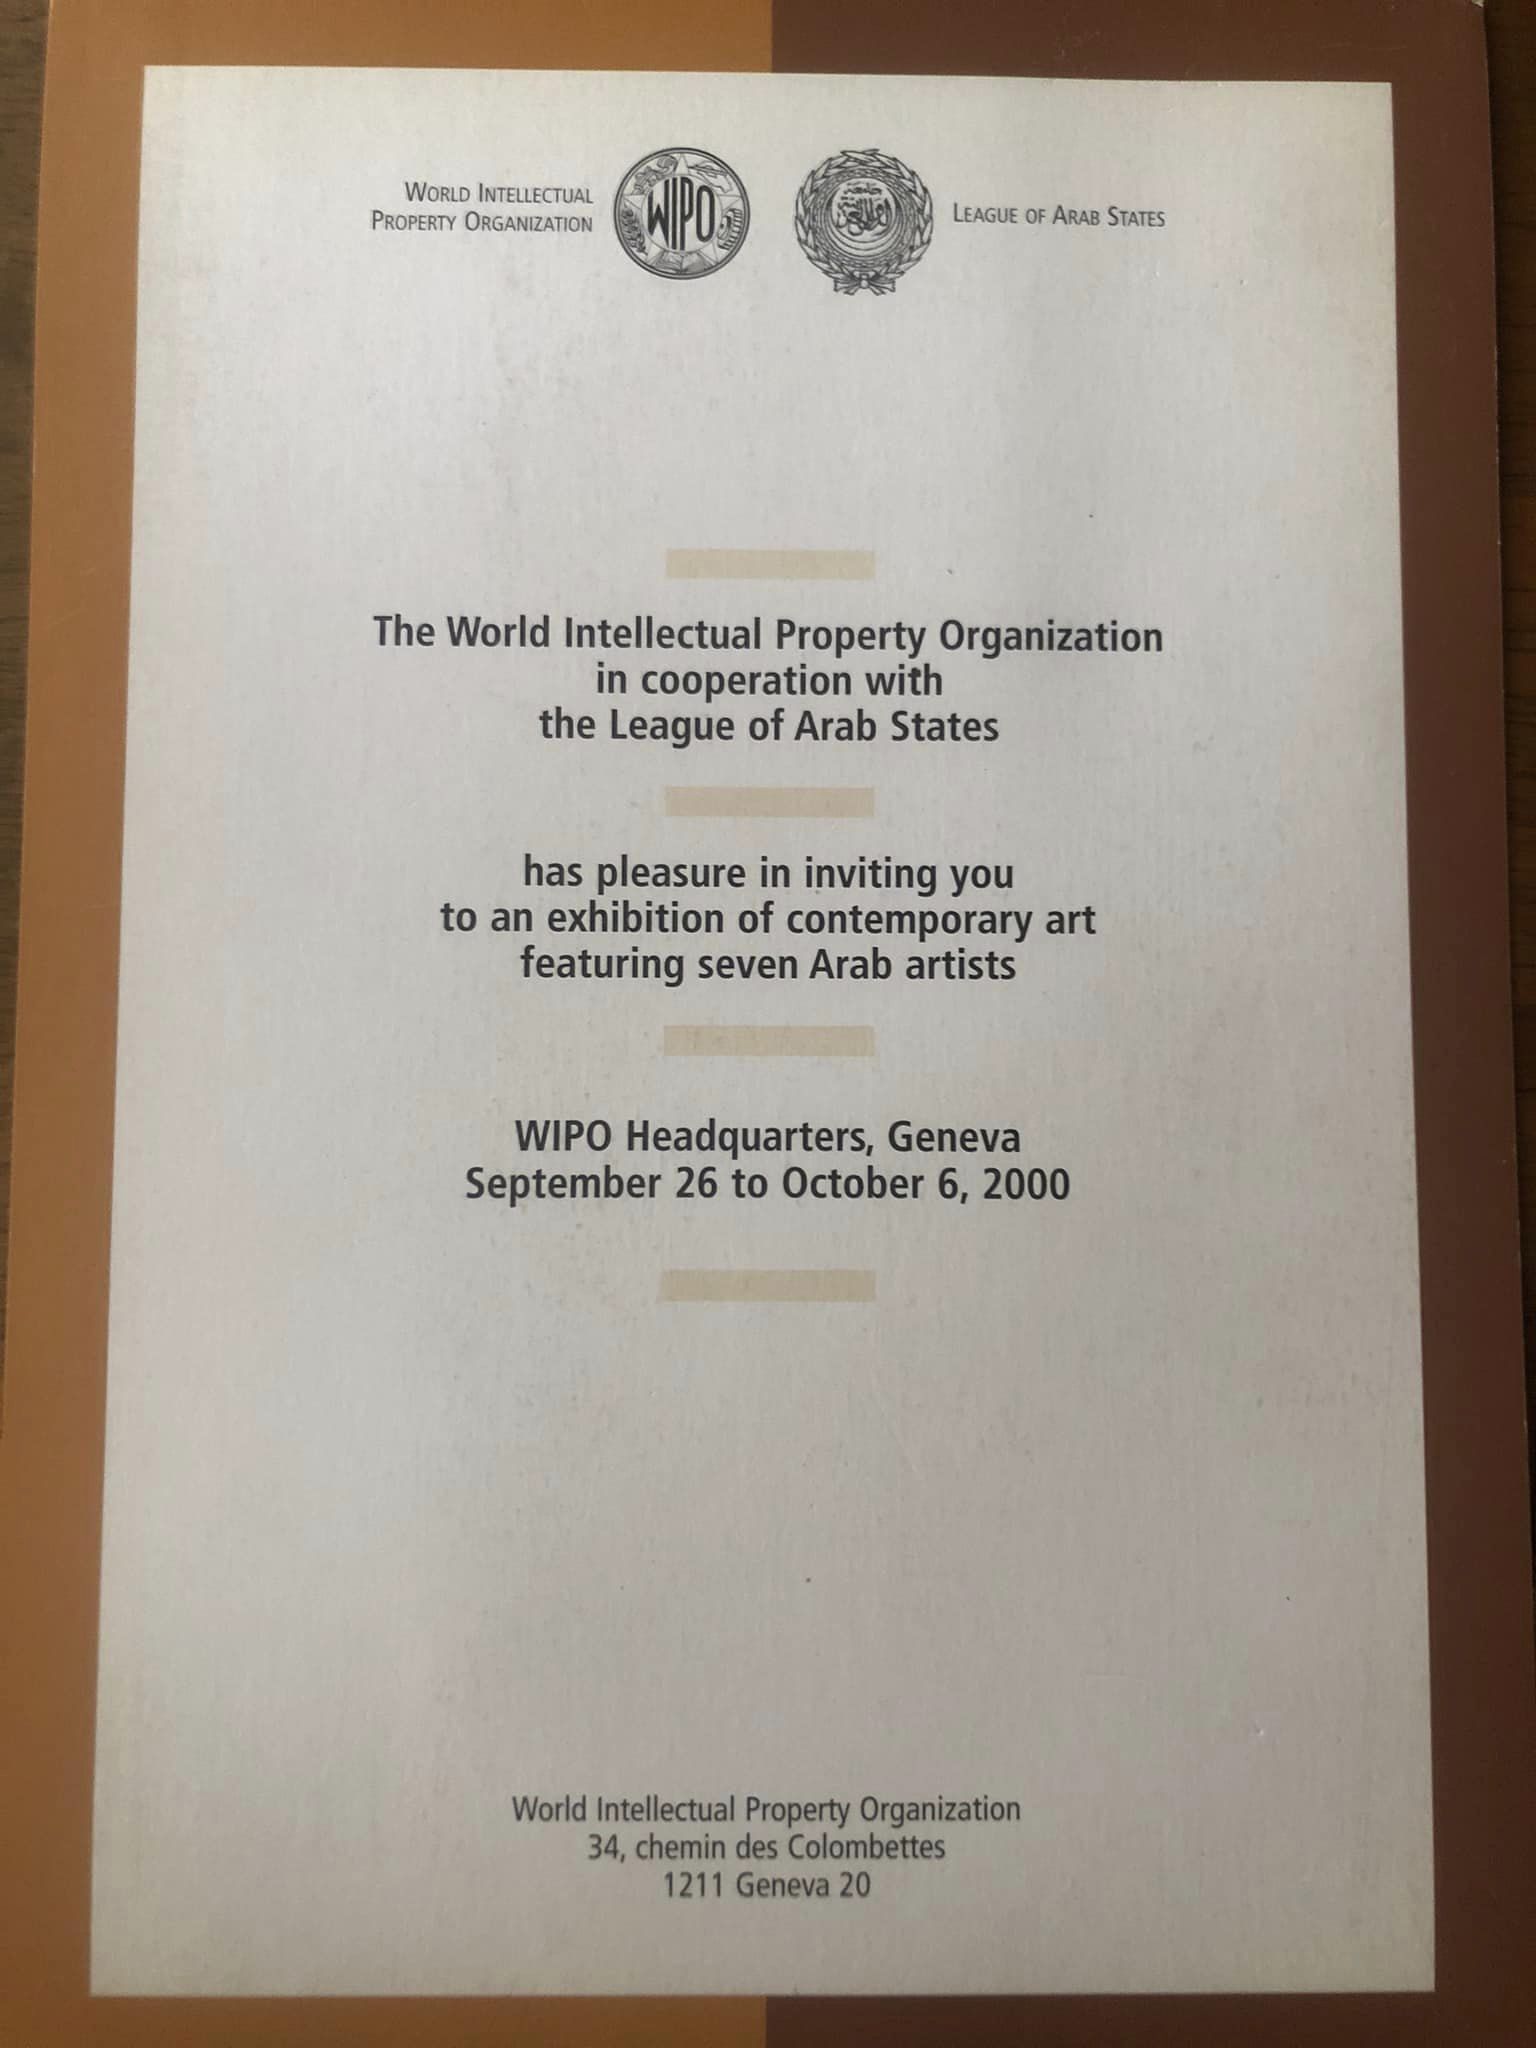 WORLD INTELLECTUAL
PROPERTY ORGANIZATION
WIPO
LEAGUE OF ARAB STATES
The World Intellectual Property Organization
in cooperation with
the League of Arab States
has pleasure in inviting you
to an exhibition of contemporary art
featuring seven Arab artists
WIPO Headquarters, Geneva
September 26 to October 6, 2000
World Intellectual Property Organization
34, chemin des Colombettes
1211 Geneva 20